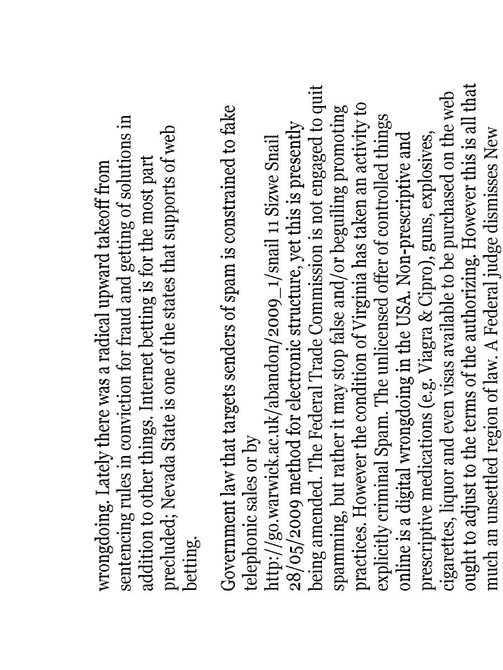 wrongdoing. Lately there was a radical upward takeoff from
sentencing rules in conviction for fraud and getting of solutions in
addition to other things. Internet betting is for the most part
precluded; Nevada State is one of the states that supports of web
betting.
Government law that targets senders of spam is constrained to fake
telephonic sales or by
http://go.warwick.ac.uk/abandon/2009_1/snail 11 Sizwe Snail
28/05/2009 method for electronic structure, yet this is presently
being amended. The Federal Trade Commission is not engaged to quit
spamming, but rather it may stop false and/or beguiling promoting
practices. However the condition of Virginia has taken an activity to
explicitly criminal Spam. The unlicensed offer of controlled things
online is a digital wrongdoing in the USA. Non-prescriptive and
prescriptive medications (e.g. Viagra & Cipro), guns, explosives,
cigarettes, liquor and even visas available to be purchased on the web
ought to adjust to the terms of the authorizing. However this is all that
much an unsettled region of law. A Federal judge dismisses New